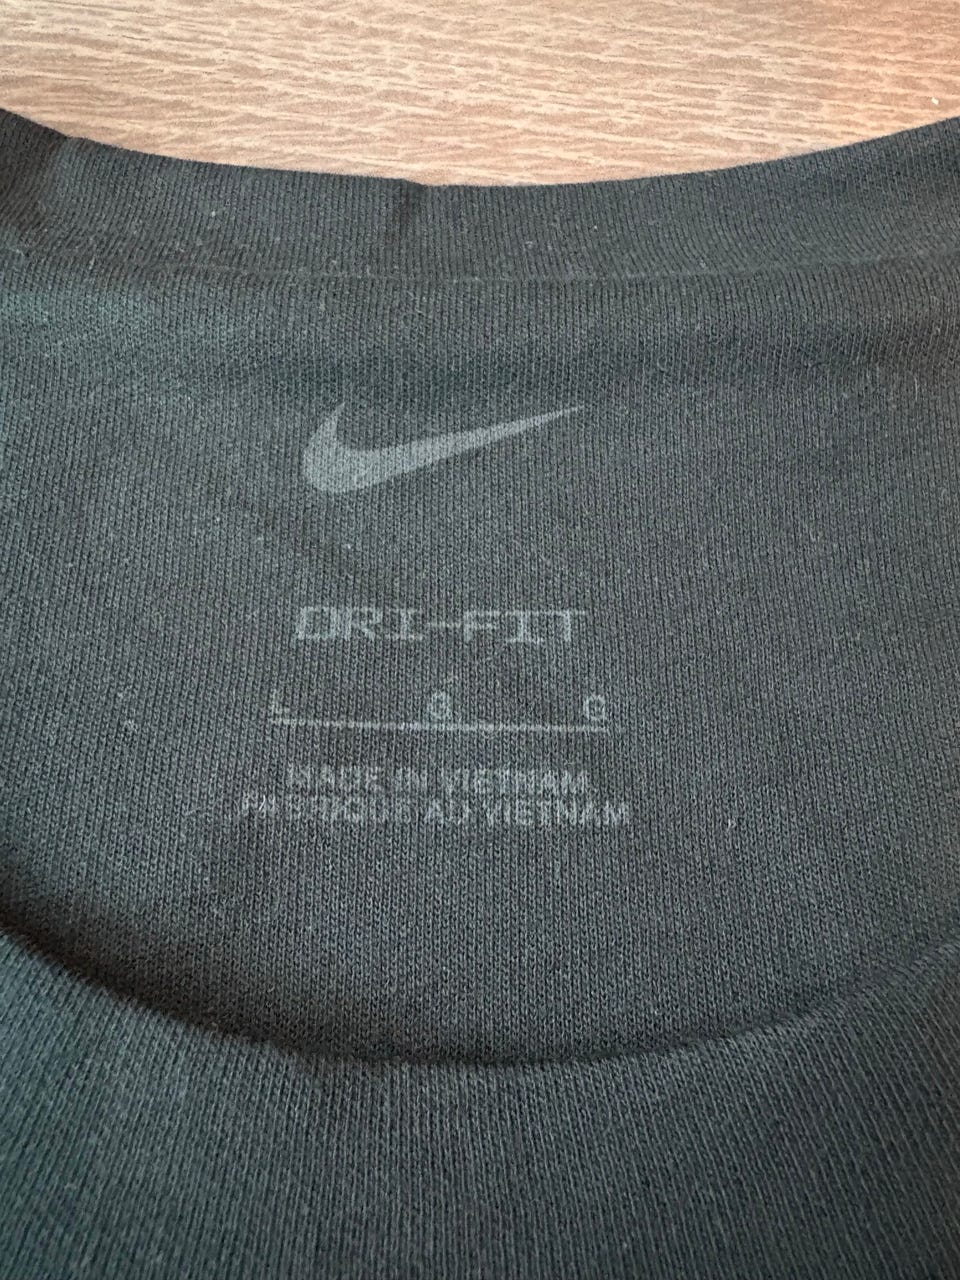 DRI-FIT
L G G
MADE IN VIETNAM
FABRIQUÉ AU VIETNAM